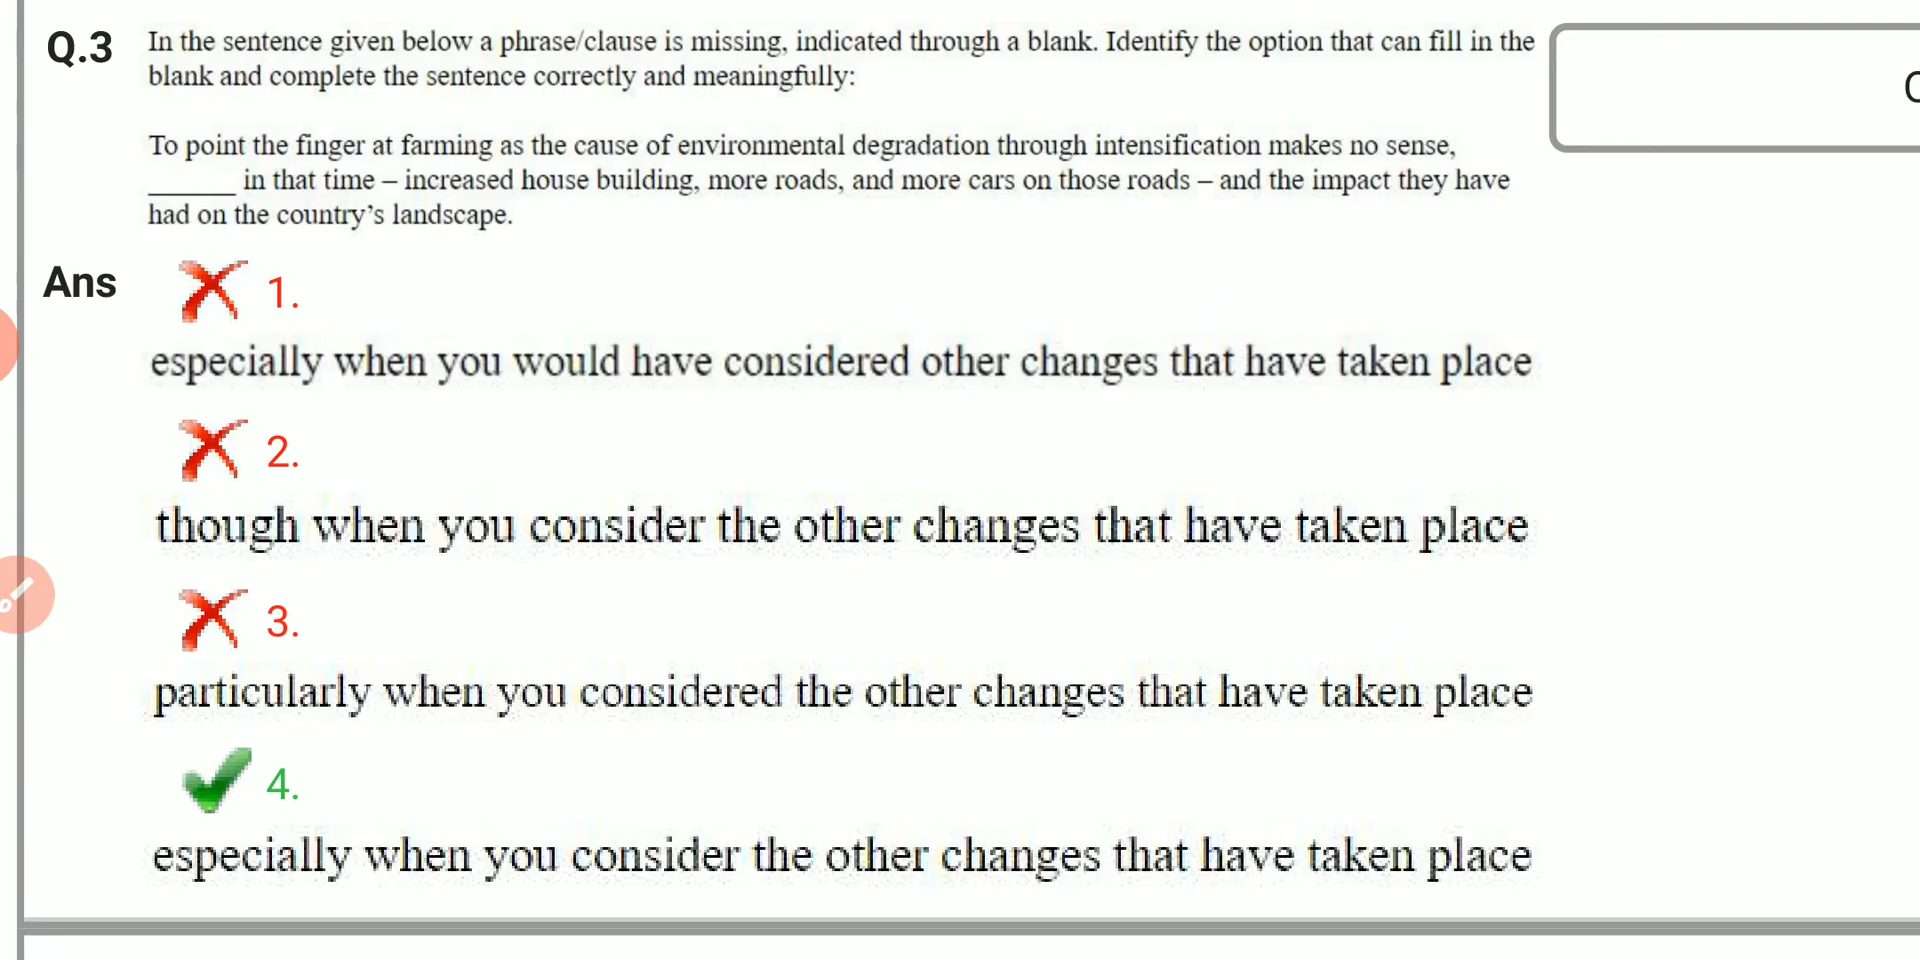 Q.3 In the sentence given below a phrase/clause is missing, indicated through a blank. Identify the option that can fill in the
blank and complete the sentence correctly and meaningfully:
To point the finger at farming as the cause of environmental degradation through intensification makes no sense,
______ in that time – increased house building, more roads, and more cars on those roads – and the impact they have
had on the country’s landscape.
Ans 1.
especially when you would have considered other changes that have taken place
2.
though when you consider the other changes that have taken place
3.
particularly when you considered the other changes that have taken place
4.
especially when you consider the other changes that have taken place